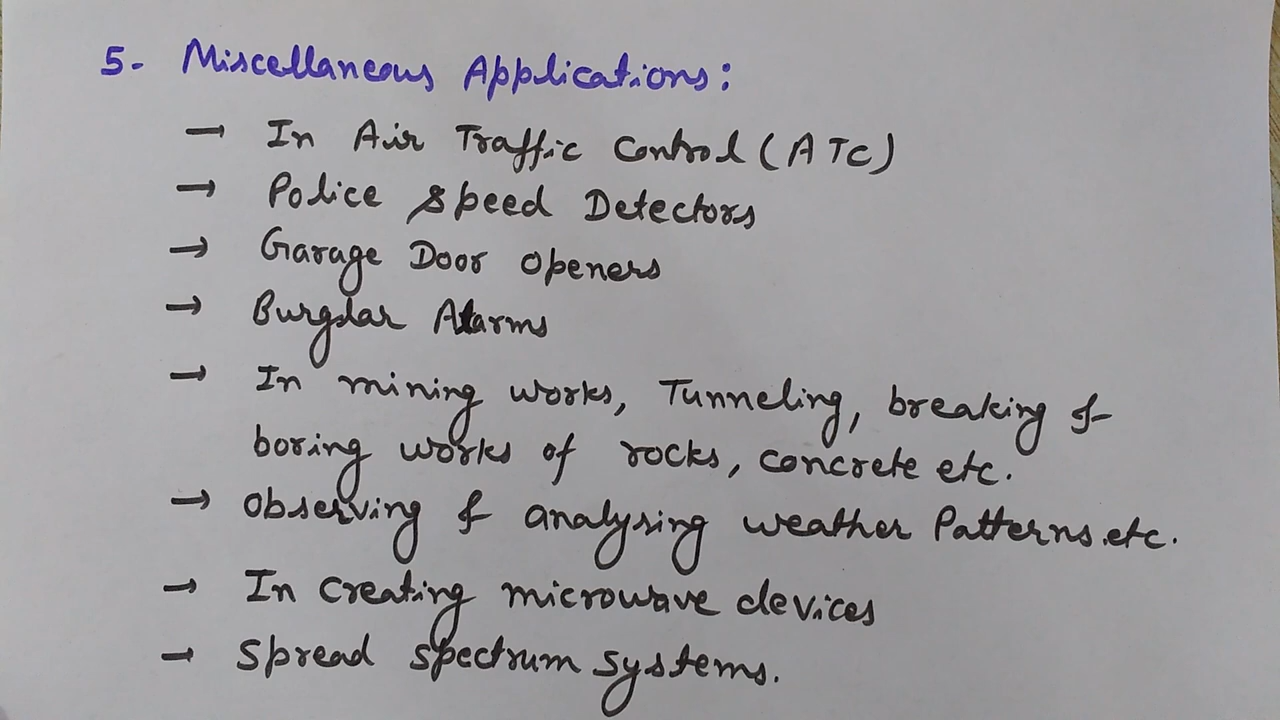 5- Miscellaneous Applications:
→ In Air Traffic Control (ATC)
→ Police Speed Detectors
→ Garage Door Openers
→ Burglar Alarms
→ In mining works, Tunneling, breaking &
boring works of rocks, concrete etc.
→ Observing & analysing weather Patterns etc.
→ In creating microwave devices
→ Spread spectrum systems.